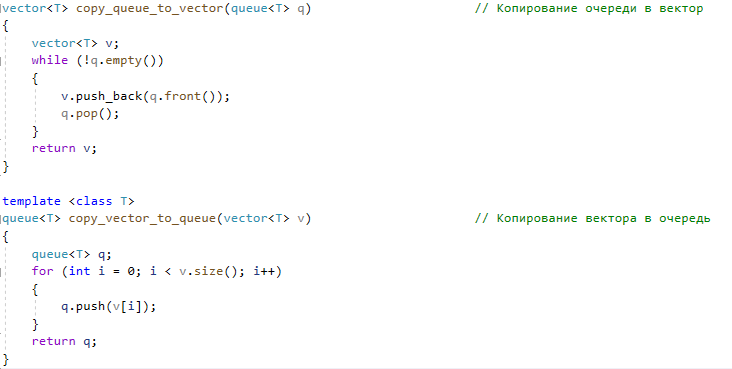 vector<T> copy_queue_to_vector(queue<T> q) // Копирование очереди в вектор
{
    vector<T> v;
    while (!q.empty())
    {
        v.push_back(q.front());
        q.pop();
    }
    return v;
}

template <class T>
queue<T> copy_vector_to_queue(vector<T> v) // Копирование вектора в очередь
{
    queue<T> q;
    for (int i = 0; i < v.size(); i++)
    {
        q.push(v[i]);
    }
    return q;
}